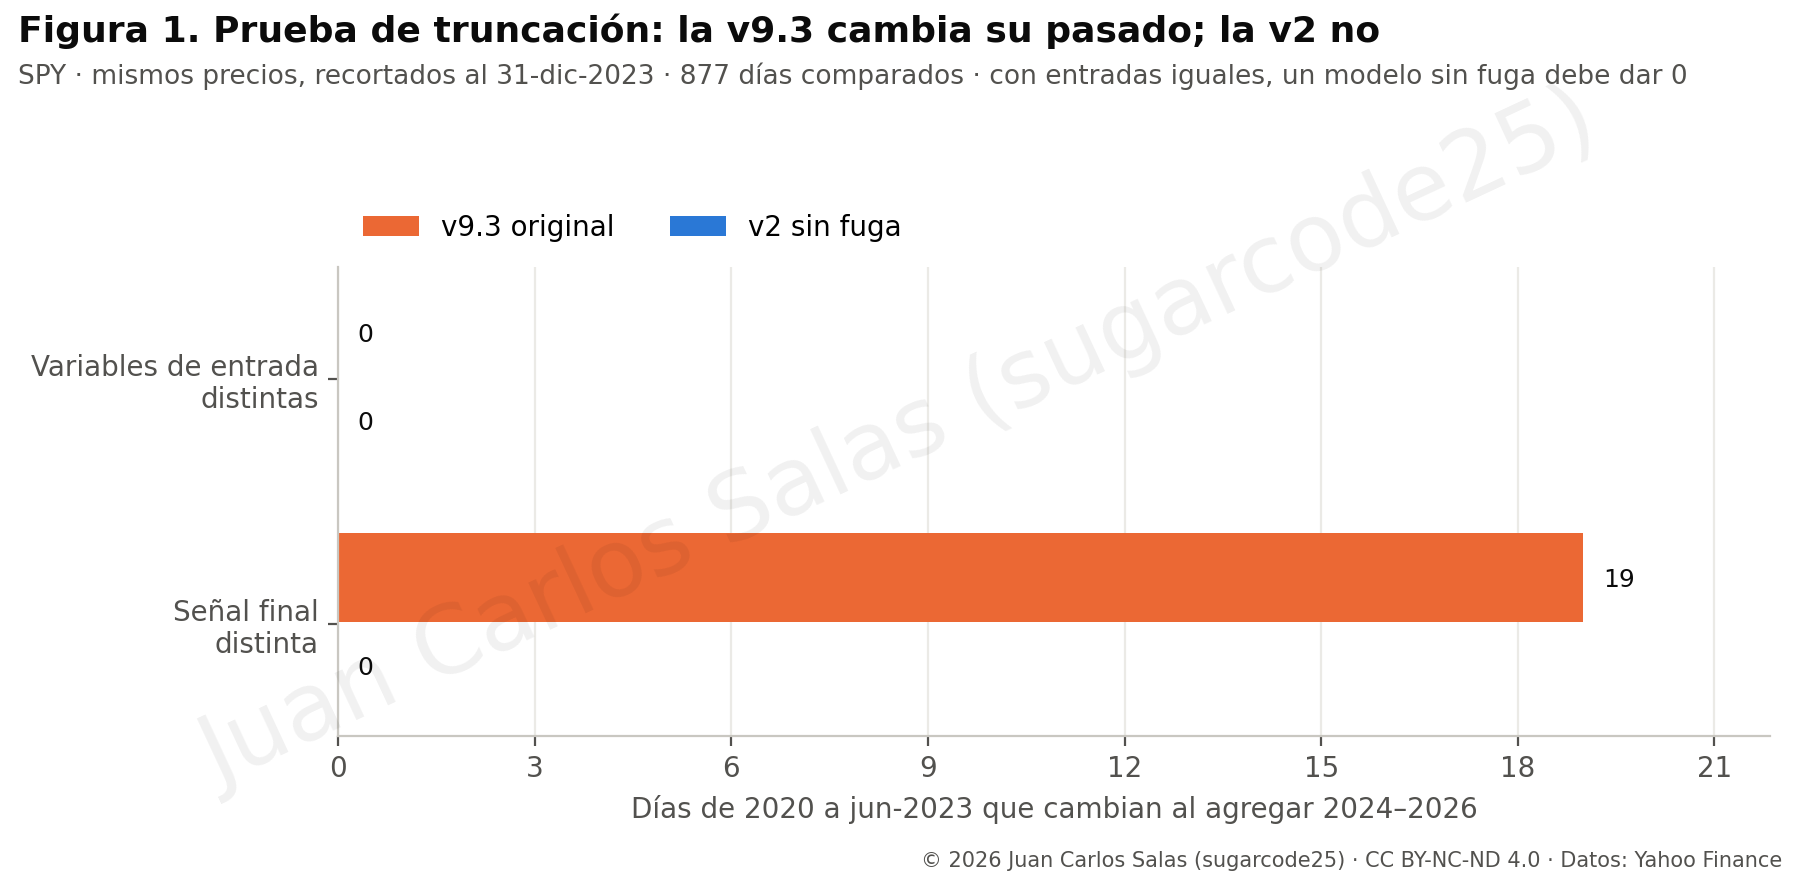 Figura 1. Prueba de truncación: la v9.3 cambia su pasado; la v2 no
SPY · mismos precios, recortados al 31-dic-2023 · 877 días comparados · con entradas iguales, un modelo sin fuga debe dar 0
v9.3 original
v2 sin fuga
0
Variables de entrada
distintas
0
19
Señal final
distinta
0
Juan Carlos Salas (sugarcode25)
0 3 6 9 12 15 18 21
Días de 2020 a jun-2023 que cambian al agregar 2024–2026
© 2026 Juan Carlos Salas (sugarcode25) · CC BY-NC-ND 4.0 · Datos: Yahoo Finance